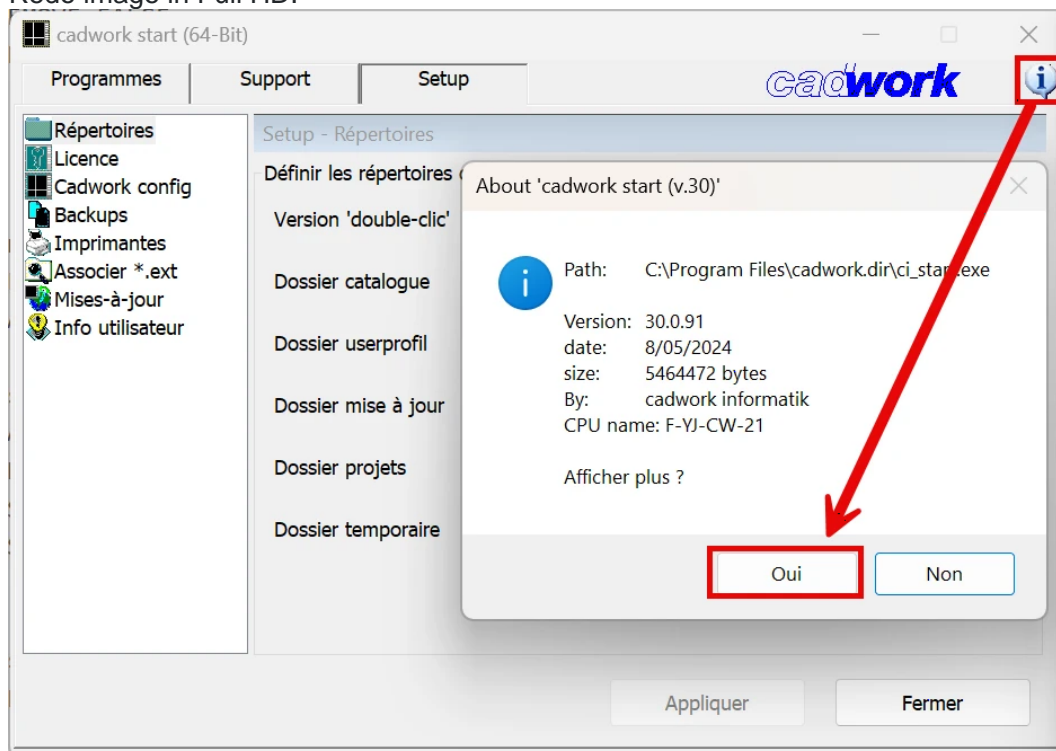 cadwork start (64-Bit)
Programmes Support Setup cadwork
Répertoires
Licence
Cadwork config
Backups
Imprimantes
Associer *.ext
Mises-à-jour
Info utilisateur
Setup - Répertoires
Définir les répertoires
Version 'double-clic'
Dossier catalogue
Dossier userprofil
Dossier mise à jour
Dossier projets
Dossier temporaire
About 'cadwork start (v.30)'
Path: C:\Program Files\cadwork.dir\ci_start.exe
Version: 30.0.91
date: 8/05/2024
size: 5464472 bytes
By: cadwork informatik
CPU name: F-YJ-CW-21
Afficher plus ?
Oui Non
Appliquer Fermer